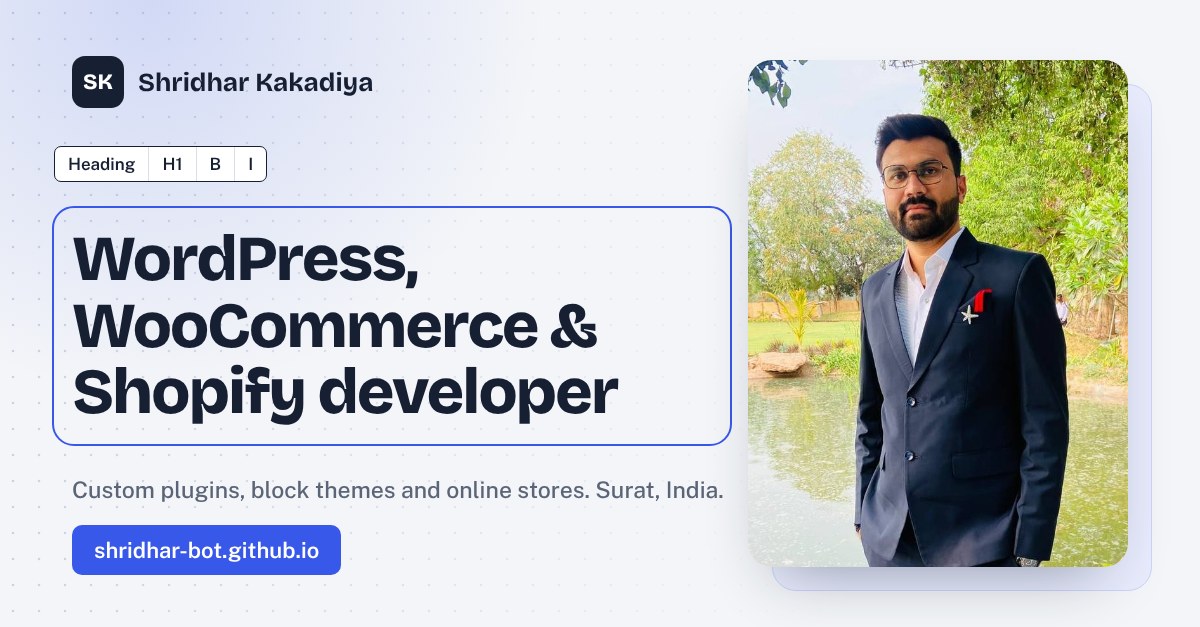 SK
Shridhar Kakadiya
Heading H1 B I
WordPress,
WooCommerce &
Shopify developer
Custom plugins, block themes and online stores. Surat, India.
shridhar-bot.github.io